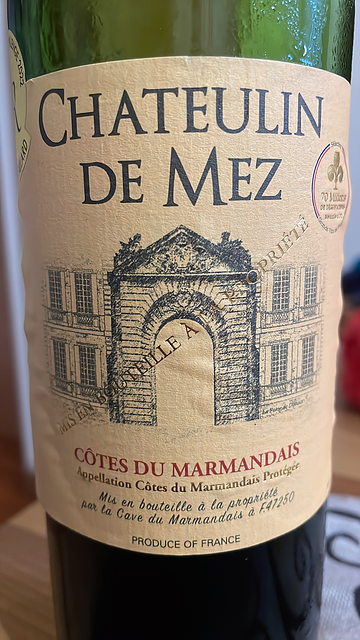 CHATEULIN
DE MEZ
MIS EN BOUTEILLE À LA PROPRIÉTÉ
CÔTES DU MARMANDAIS
Appellation Côtes du Marmandais Protégée
Mis en bouteille à la propriété
par la Cave du Marmandais à F.47250
PRODUCE OF FRANCE